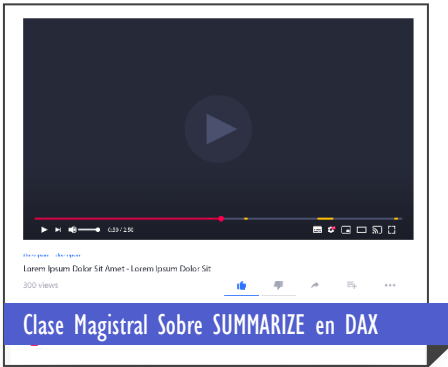 0:39 / 2:50
Lorem Ipsum Dolor Sit Amet - Lorem Ipsum Dolor Sit
300 views
Clase Magistral Sobre SUMMARIZE en DAX